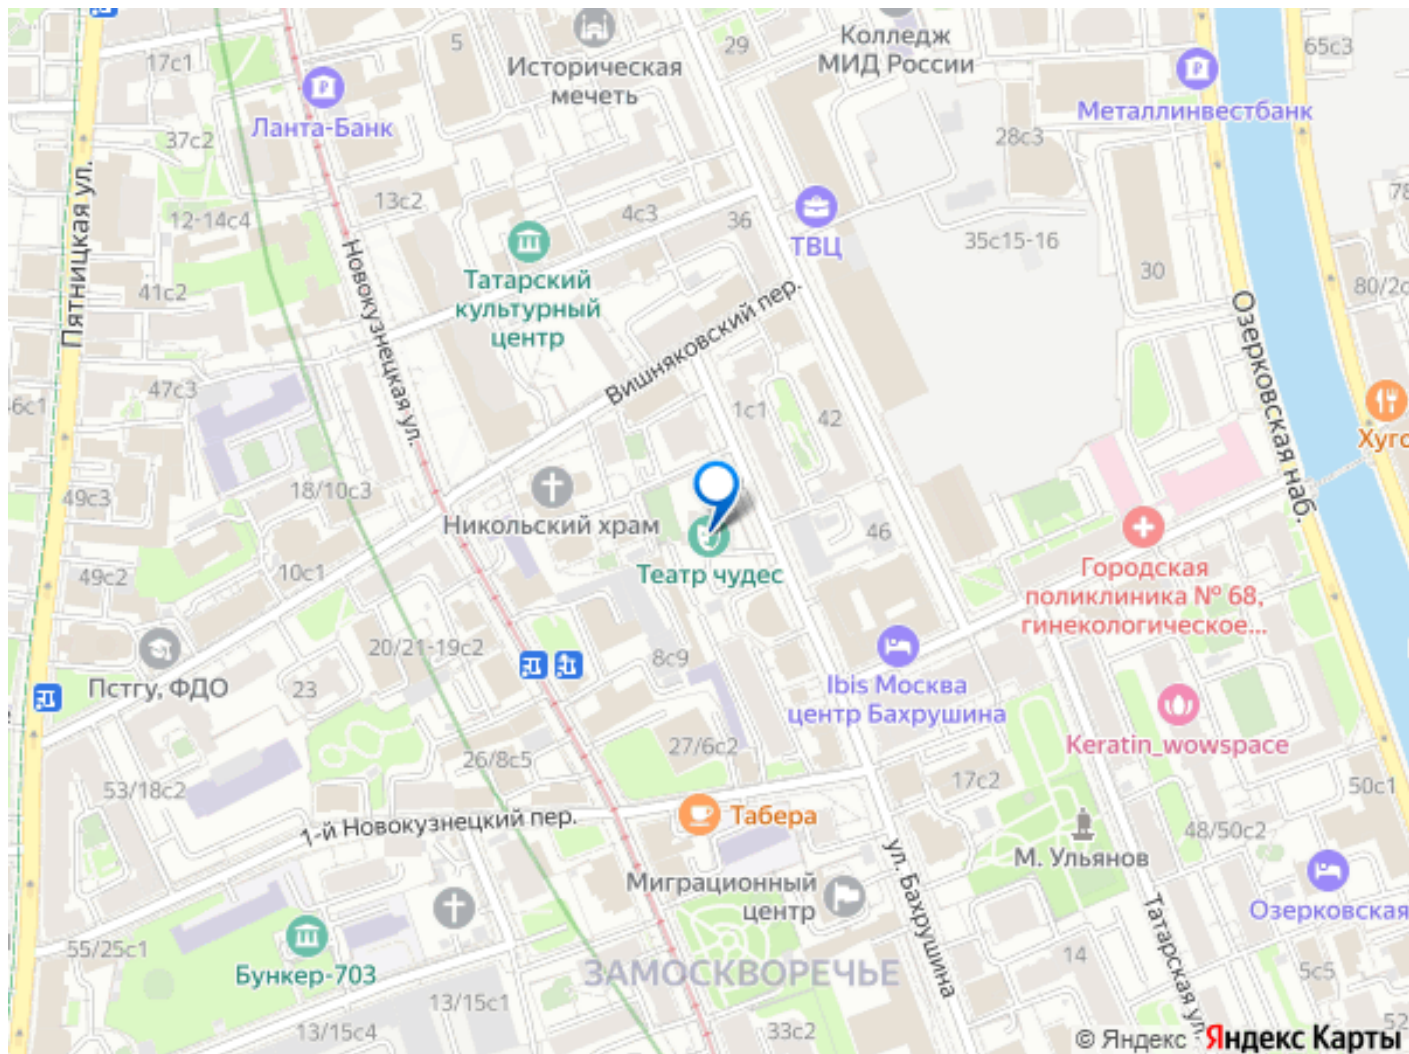 5
29
Колледж
МИД России
65с3
17с1
Историческая
мечеть
Ланта-Банк
Металлинвестбанк
37с2
28с3
Пятницкая ул.
13с2
12-14с4
4с3
36
78
ТВЦ
35с15-16
Новокузнецкая ул.
Татарский
культурный
центр
30
41с2
80/2с
Вишняковский пер.
Озерковская наб.
47с3
46с1
1с1
42
Хуго
18/10с3
49с3
Никольский храм
46
Городская
поликлиника № 68,
гинекологическое...
Театр чудес
10с1
49с2
20/21-19с2
8с9
Пстгу, ФДО
23
Ibis Москва
центр Бахрушина
Keratin_wowspace
27/6с2
26/8с5
17с2
50с1
53/18с2
1-й Новокузнецкий пер.
Табера
48/50с2
М. Ульянов
ул. Бахрушина
Миграционный
центр
Озерковская
Татарская ул.
55/25с1
Бункер-703
ЗАМОСКВОРЕЧЬЕ
14
5с5
13/15с1
13/15с4
33с2
52
© Яндекс - Яндекс Карты